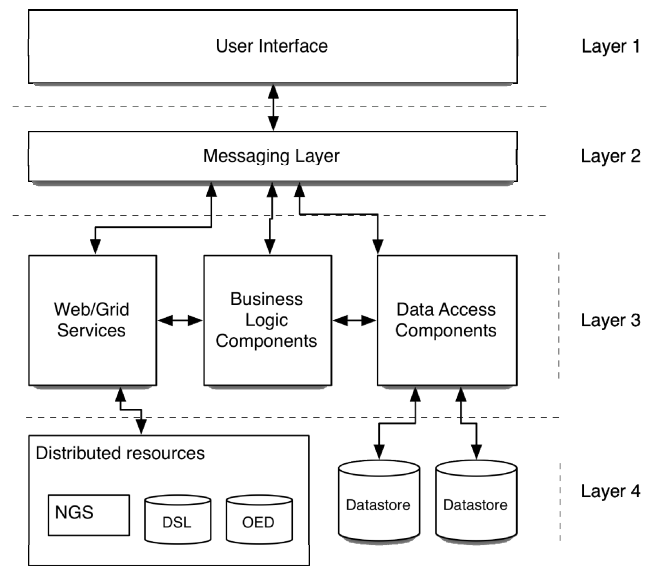 User Interface
Layer 1
Messaging Layer
Layer 2
Web/Grid
Services
Business
Logic
Components
Data Access
Components
Layer 3
Distributed resources
NGS
DSL
OED
Datastore
Datastore
Layer 4